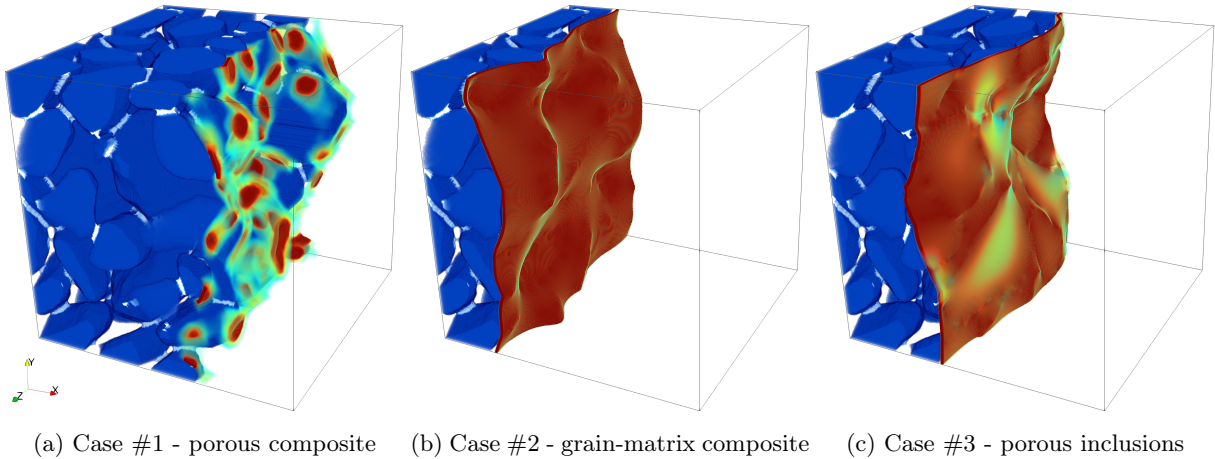 Y
Z
X
(a) Case #1 - porous composite
(b) Case #2 - grain-matrix composite
(c) Case #3 - porous inclusions